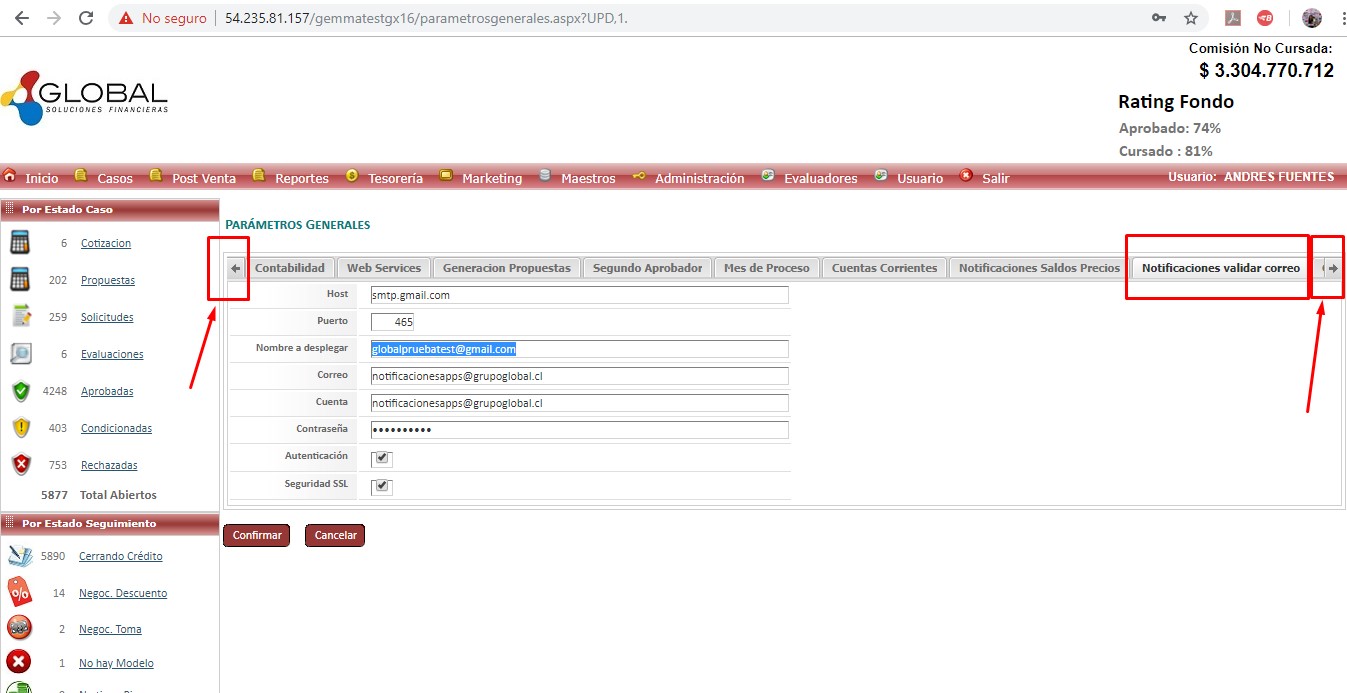 No seguro
54.235.81.157/gemmatestgx16/parametrosgenerales.aspx?UPD,1.
GLOBAL
SOLUCIONES FINANCIERAS
Comisión No Cursada:
$ 3.304.770.712
Rating Fondo
Aprobado: 74%
Cursado : 81%
Inicio Casos Post Venta Reportes Tesorería Marketing Maestros Administración Evaluadores Usuario Salir Usuario: ANDRES FUENTES
Por Estado Caso
6 Cotizacion
202 Propuestas
259 Solicitudes
6 Evaluaciones
4248 Aprobadas
403 Condicionadas
753 Rechazadas
5877 Total Abiertos
Por Estado Seguimiento
5890 Cerrando Crédito
14 Negoc. Descuento
2 Negoc. Toma
1 No hay Modelo
PARÁMETROS GENERALES
Contabilidad Web Services Generacion Propuestas Segundo Aprobador Mes de Proceso Cuentas Corrientes Notificaciones Saldos Precios Notificaciones validar correo
Host smtp.gmail.com
Puerto 465
Nombre a desplegar globalpruebatest@gmail.com
Correo notificacionesapps@grupoglobal.cl
Cuenta notificacionesapps@grupoglobal.cl
Contraseña ••••••••••
Autenticación
Seguridad SSL
Confirmar Cancelar